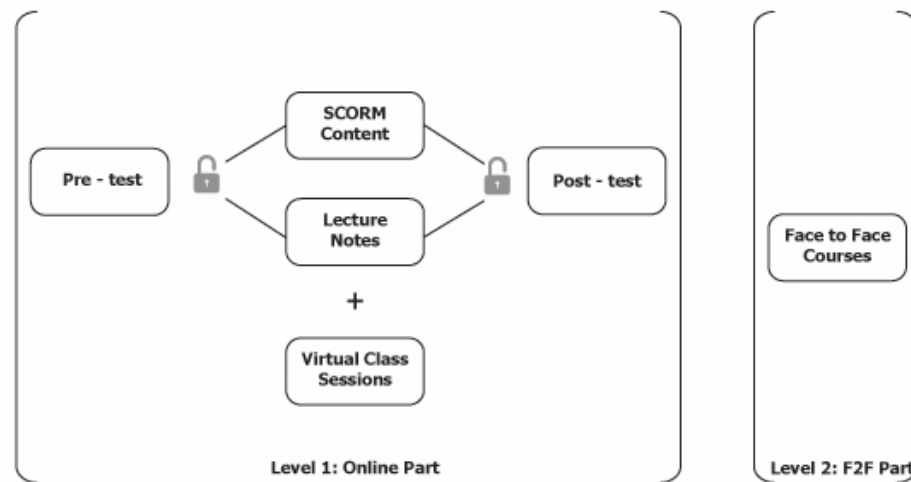 SCORM
Content
Pre - test
Post - test
Lecture
Notes
+
Virtual Class
Sessions
Level 1: Online Part
Face to Face
Courses
Level 2: F2F Part